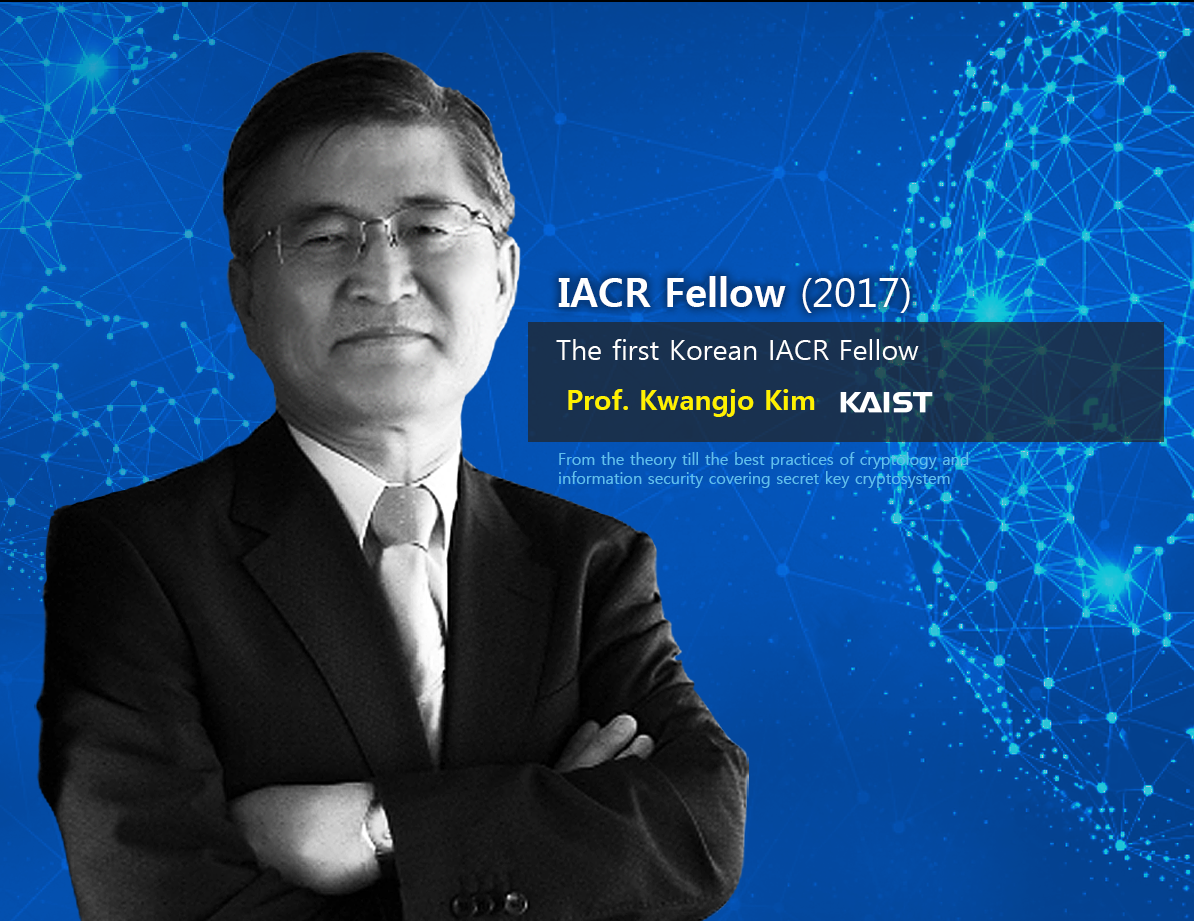 IACR Fellow (2017)
The first Korean IACR Fellow
Prof. Kwangjo Kim KAIST
From the theory till the best practices of cryptology and
information security covering secret key cryptosystem